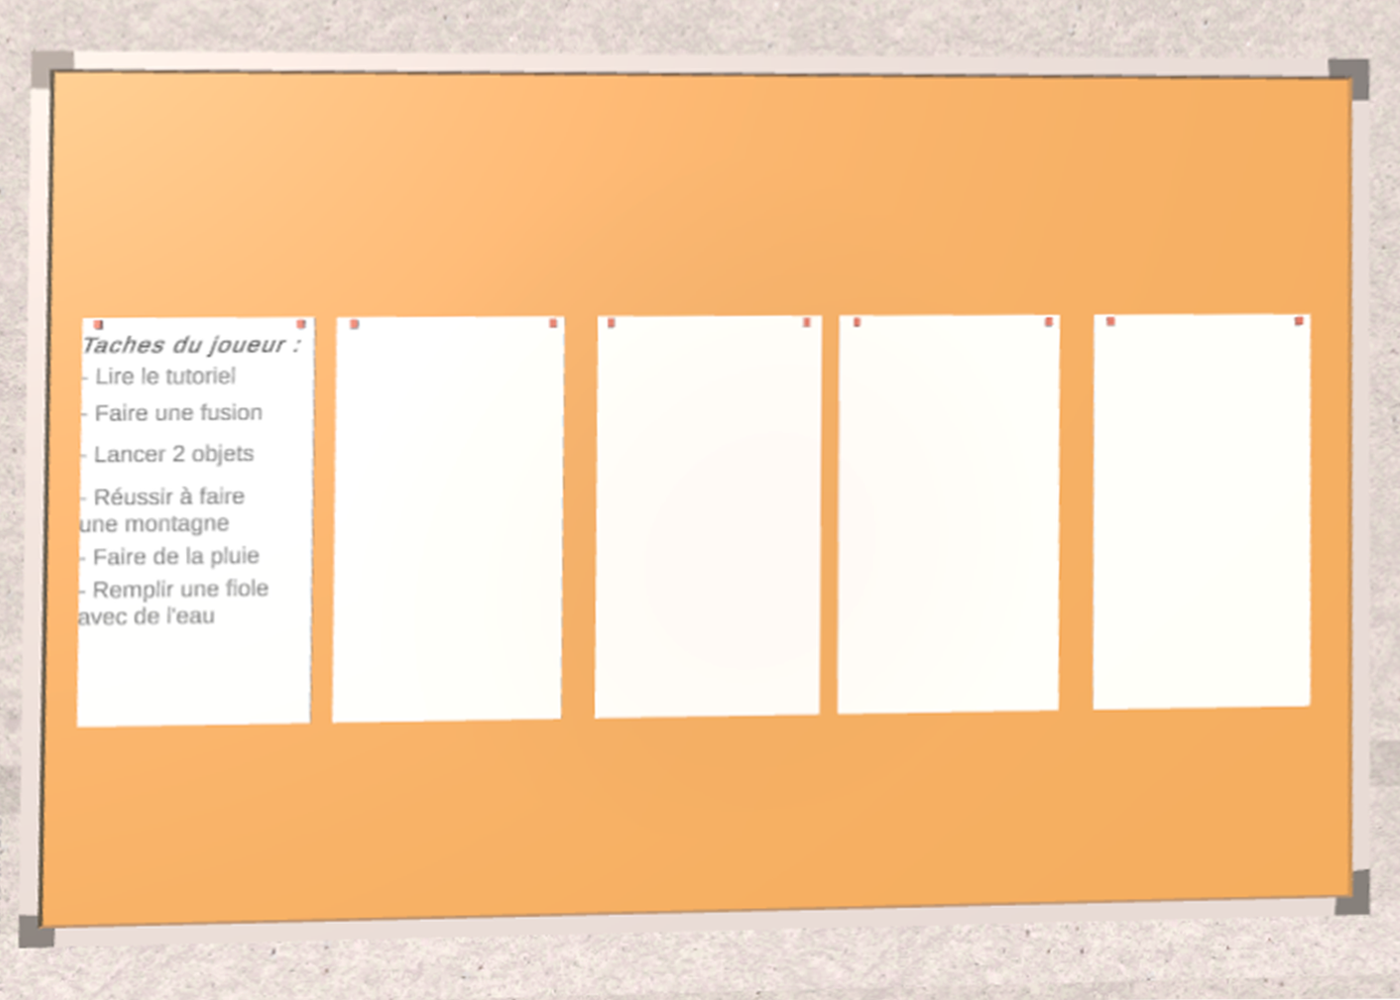 Taches du joueur :
- Lire le tutoriel
- Faire une fusion
- Lancer 2 objets
- Réussir à faire
une montagne
- Faire de la pluie
- Remplir une fiole
avec de l'eau